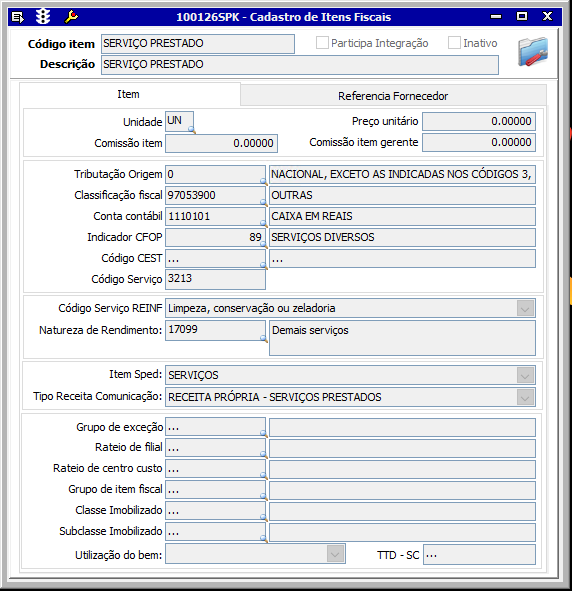 1001265PK - Cadastro de Itens Fiscais
Código item SERVIÇO PRESTADO Participa Integração Inativo
Descrição SERVIÇO PRESTADO
Item Referencia Fornecedor
Unidade UN Preço unitário 0.00000
Comissão item 0.00000 Comissão item gerente 0.00000
Tributação Origem 0 NACIONAL, EXCETO AS INDICADAS NOS CÓDIGOS 3,
Classificação fiscal 97053900 OUTRAS
Conta contábil 1110101 CAIXA EM REAIS
Indicador CFOP 89 SERVIÇOS DIVERSOS
Código CEST ... ...
Código Serviço 3213
Código Serviço REINF Limpeza, conservação ou zeladoria
Natureza de Rendimento: 17099 Demais serviços
Item Sped: SERVIÇOS
Tipo Receita Comunicação: RECEITA PRÓPRIA - SERVIÇOS PRESTADOS
Grupo de exceção ...
Rateio de filial ...
Rateio de centro custo ...
Grupo de item fiscal ...
Classe Imobilizado ...
Subclasse Imobilizado ...
Utilização do bem: TTD - SC ...